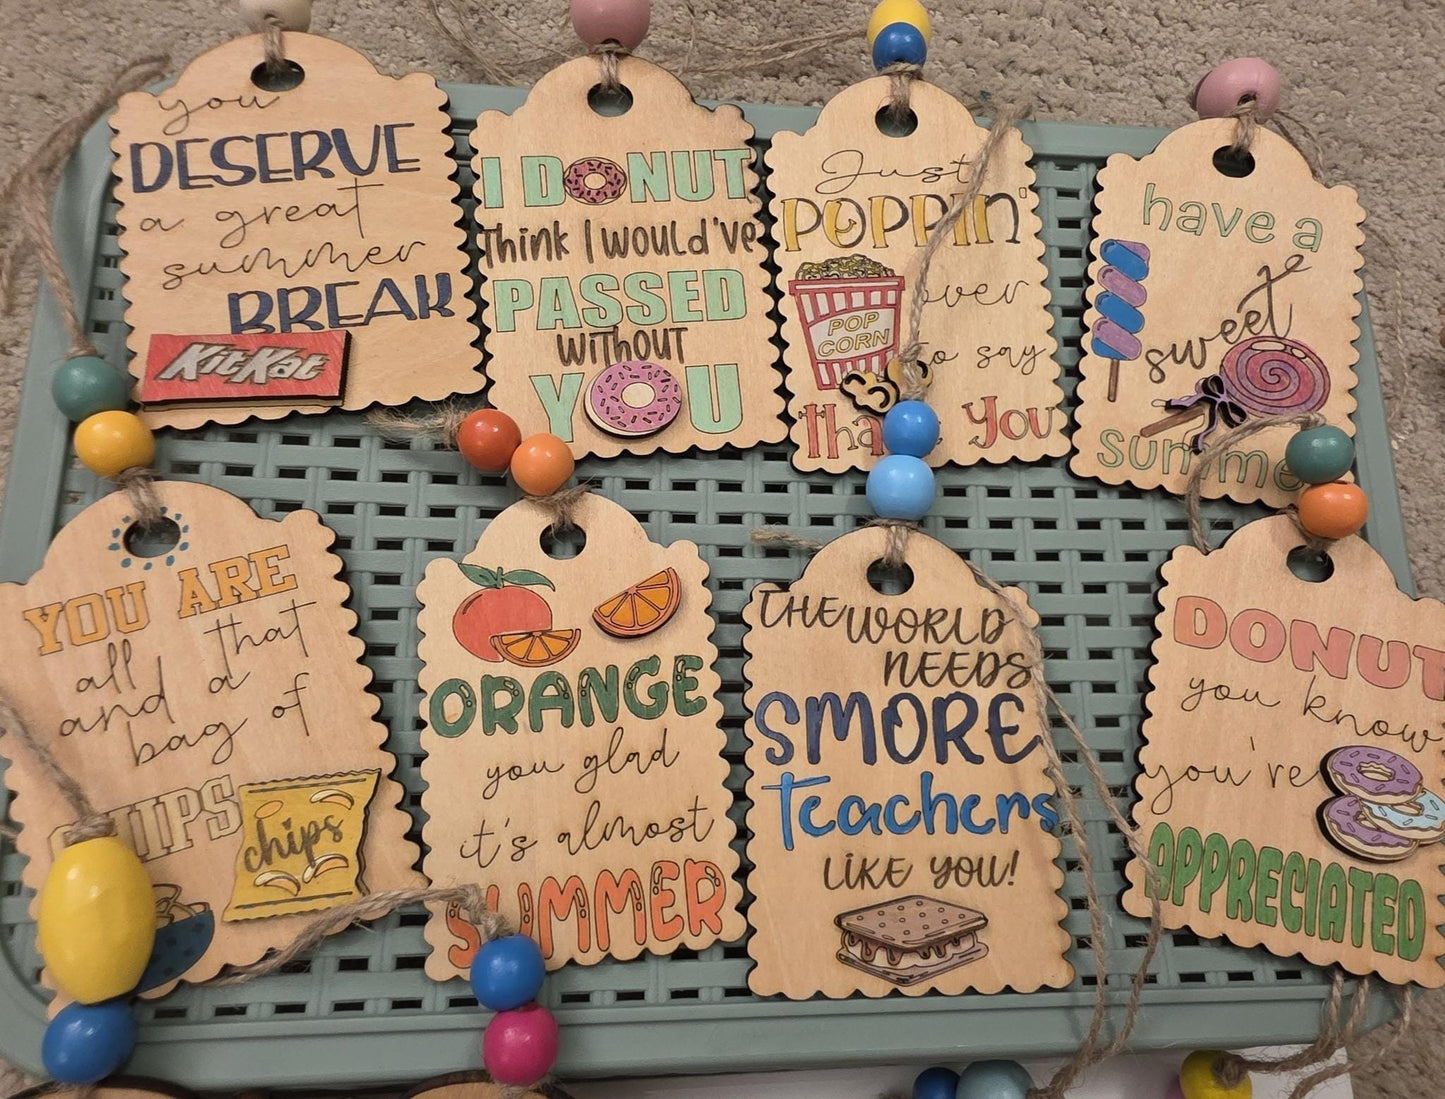 you
DESERVE
a great
summer
BREAK
KitKat
I DONUT
Think I would've
PASSED
without
YOU
Just
POPPIN'
over
POP
CORN
to say
thank You
have a
sweet
summer
YOU ARE
all that
and a
bag of
CHIPS
chips
ORANGE
you glad
it's almost
SUMMER
THE WORLD
NEEDS
SMORE
Teachers
LIKE YOU!
DONUT
you know
you're
APPRECIATED